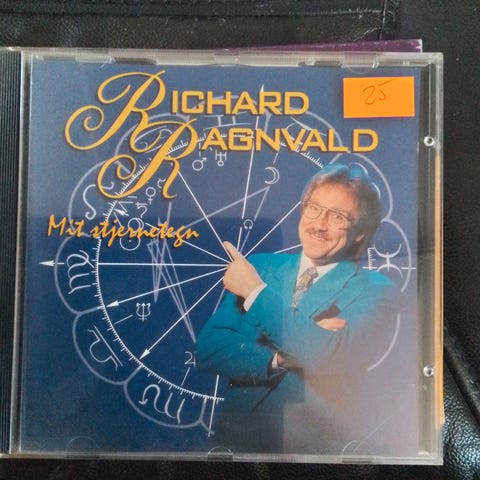 RICHARD
RAGNVALD
25
Mit stjernetegn